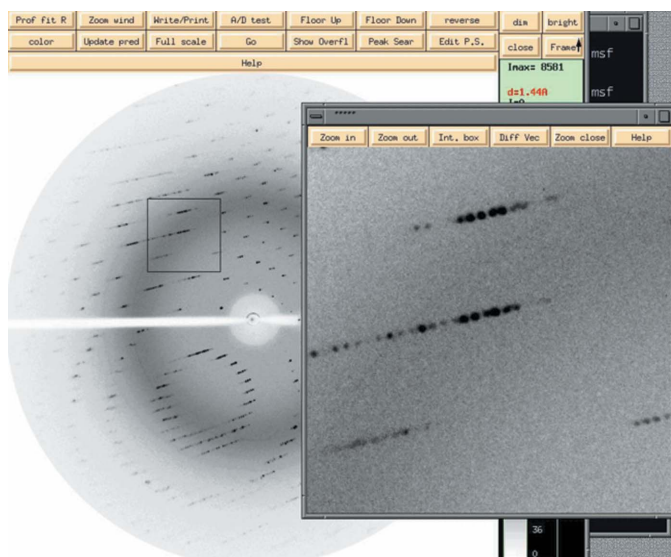 Prof fit R Zoom wind Write/Print A/D test Floor Up Floor Down reverse dim bright
color Update pred Full scale Go Show Overfl Peak Sear Edit P.S. close Frame
Help
Imax= 8581
msf
d=1.44A
msf
*****
Zoom in Zoom out Int. box Diff Vec Zoom close Help
36
0